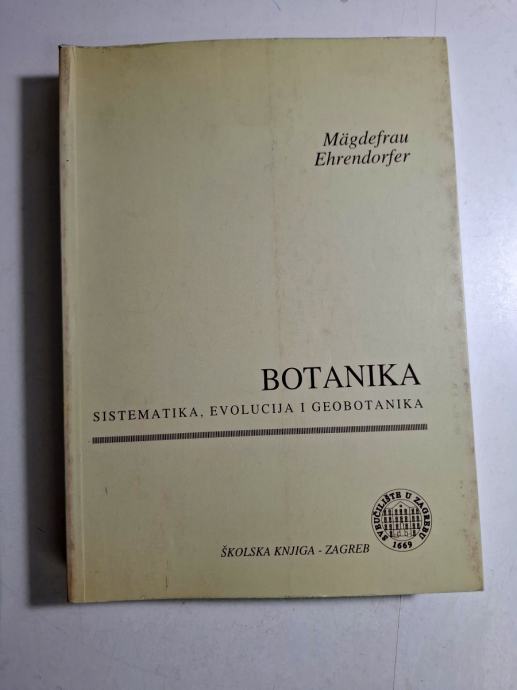 Mägdefrau
Ehrendorfer
BOTANIKA
SISTEMATIKA, EVOLUCIJA I GEOBOTANIKA
ŠKOLSKA KNJIGA - ZAGREB
SVEUČILIŠTE U ZAGREBU
1669